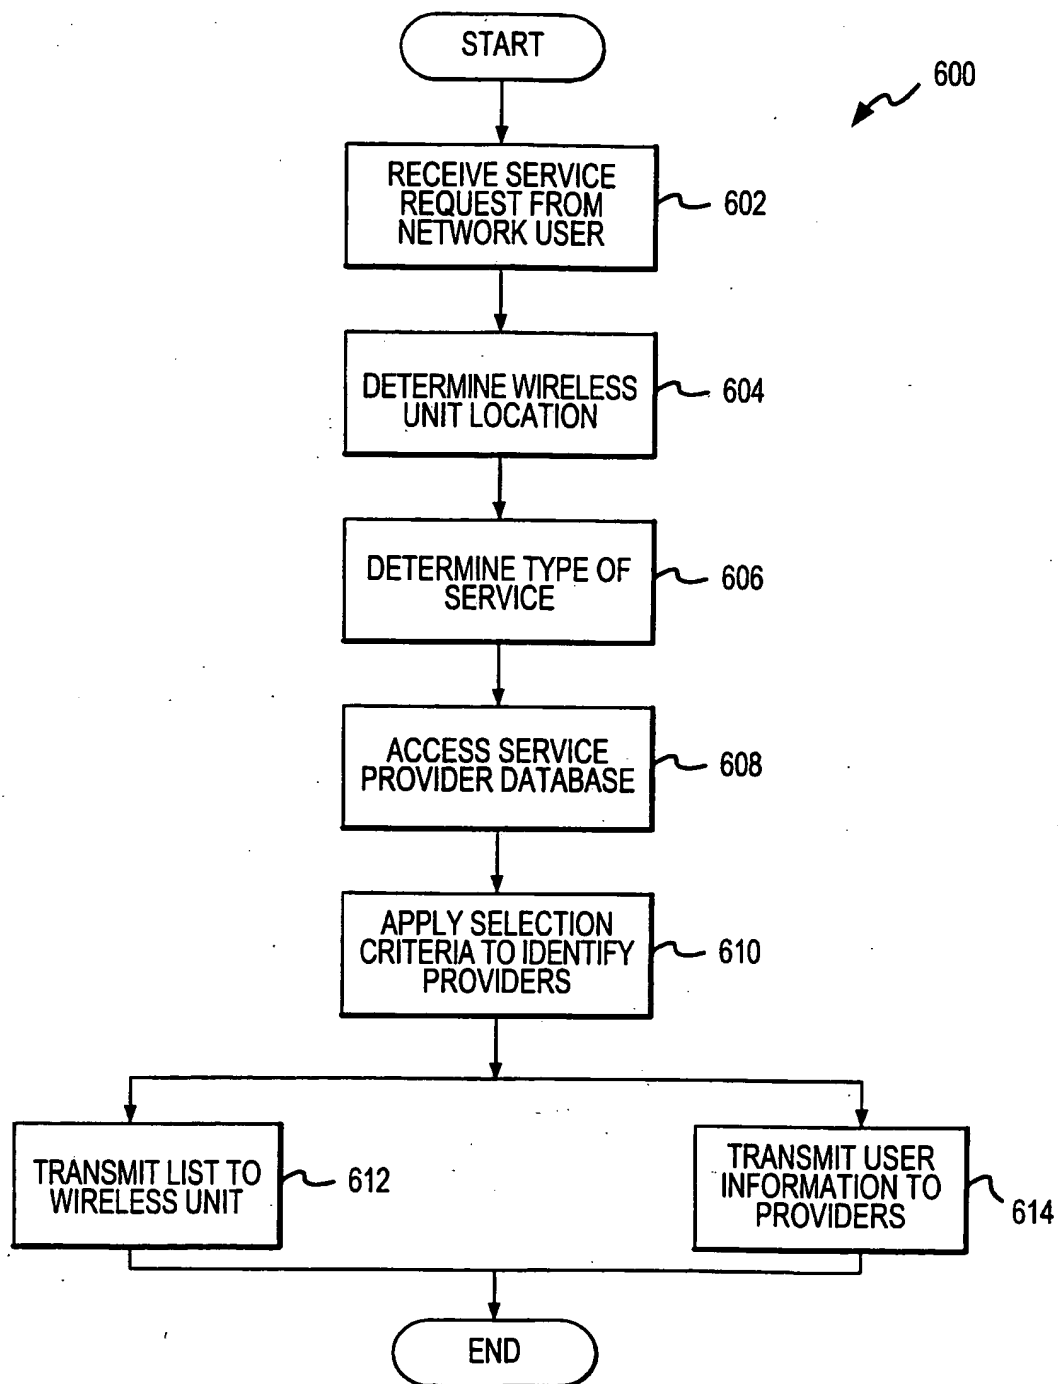 START
600
RECEIVE SERVICE
REQUEST FROM
NETWORK USER
602
DETERMINE WIRELESS
UNIT LOCATION
604
DETERMINE TYPE OF
SERVICE
606
ACCESS SERVICE
PROVIDER DATABASE
608
APPLY SELECTION
CRITERIA TO IDENTIFY
PROVIDERS
610
TRANSMIT LIST TO
WIRELESS UNIT
612
TRANSMIT USER
INFORMATION TO
PROVIDERS
614
END